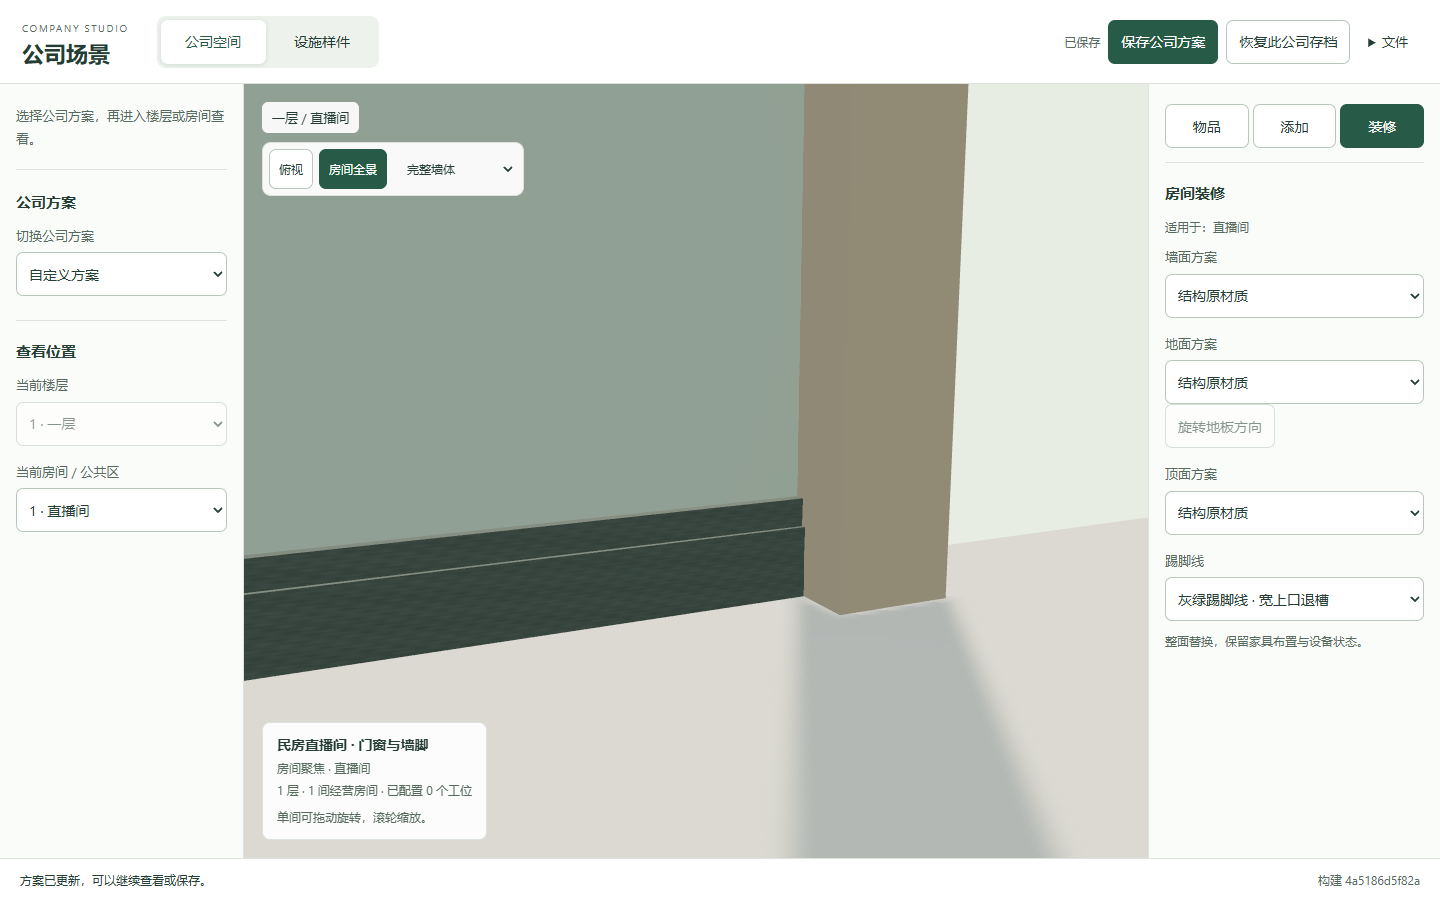 COMPANY STUDIO
公司场景
公司空间
设施样件
已保存
保存公司方案
恢复此公司存档
▶ 文件
选择公司方案，再进入楼层或房间查
看。
公司方案
切换公司方案
自定义方案
查看位置
当前楼层
1 · 一层
当前房间 / 公共区
1 · 直播间
一层 / 直播间
俯视
房间全景
完整墙体
民房直播间 · 门窗与墙脚
房间聚焦 · 直播间
1 层 · 1 间经营房间 · 已配置 0 个工位
单间可拖动旋转，滚轮缩放。
物品
添加
装修
房间装修
适用于：直播间
墙面方案
结构原材质
地面方案
结构原材质
旋转地板方向
顶面方案
结构原材质
踢脚线
灰绿踢脚线 · 宽上口退槽
整面替换，保留家具布置与设备状态。
方案已更新，可以继续查看或保存。
构建 4a5186d5f82a